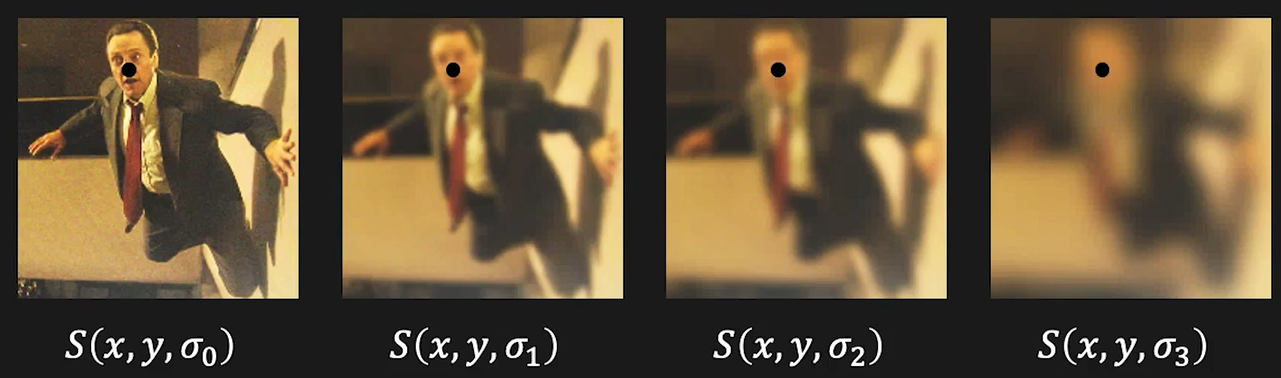 S(x, y, σ₀) S(x, y, σ₁) S(x, y, σ₂) S(x, y, σ₃)